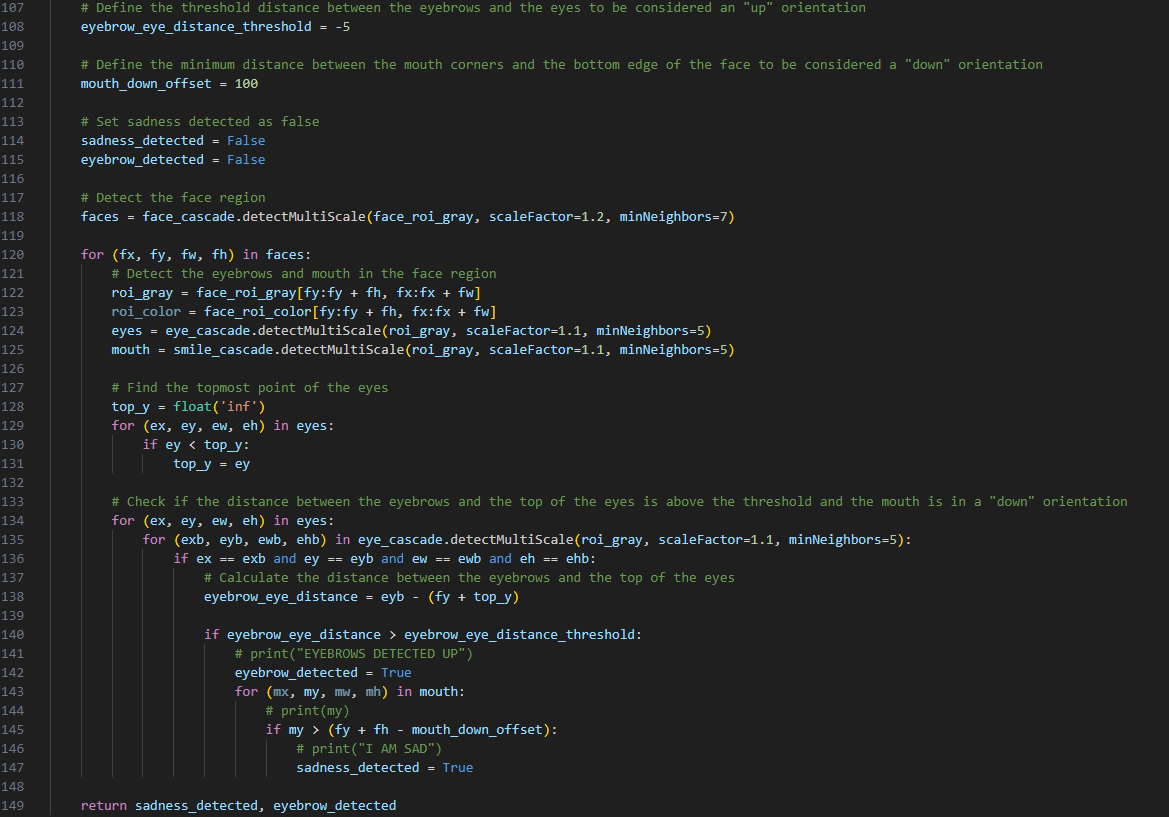 107 # Define the threshold distance between the eyebrows and the eyes to be considered an "up" orientation
108 eyebrow_eye_distance_threshold = -5
109
110 # Define the minimum distance between the mouth corners and the bottom edge of the face to be considered a "down" orientation
111 mouth_down_offset = 100
112
113 # Set sadness detected as false
114 sadness_detected = False
115 eyebrow_detected = False
116
117 # Detect the face region
118 faces = face_cascade.detectMultiScale(face_roi_gray, scaleFactor=1.2, minNeighbors=7)
119
120 for (fx, fy, fw, fh) in faces:
121     # Detect the eyebrows and mouth in the face region
122     roi_gray = face_roi_gray[fy:fy + fh, fx:fx + fw]
123     roi_color = face_roi_color[fy:fy + fh, fx:fx + fw]
124     eyes = eye_cascade.detectMultiScale(roi_gray, scaleFactor=1.1, minNeighbors=5)
125     mouth = smile_cascade.detectMultiScale(roi_gray, scaleFactor=1.1, minNeighbors=5)
126
127     # Find the topmost point of the eyes
128     top_y = float('inf')
129     for (ex, ey, ew, eh) in eyes:
130         if ey < top_y:
131             top_y = ey
132
133     # Check if the distance between the eyebrows and the top of the eyes is above the threshold and the mouth is in a "down" orientation
134     for (ex, ey, ew, eh) in eyes:
135         for (exb, eyb, ewb, ehb) in eye_cascade.detectMultiScale(roi_gray, scaleFactor=1.1, minNeighbors=5):
136             if ex == exb and ey == eyb and ew == ewb and eh == ehb:
137                 # Calculate the distance between the eyebrows and the top of the eyes
138                 eyebrow_eye_distance = eyb - (fy + top_y)
139
140                 if eyebrow_eye_distance > eyebrow_eye_distance_threshold:
141                     # print("EYEBROWS DETECTED UP")
142                     eyebrow_detected = True
143                     for (mx, my, mw, mh) in mouth:
144                         # print(my)
145                         if my > (fy + fh - mouth_down_offset):
146                             # print("I AM SAD")
147                             sadness_detected = True
148
149 return sadness_detected, eyebrow_detected